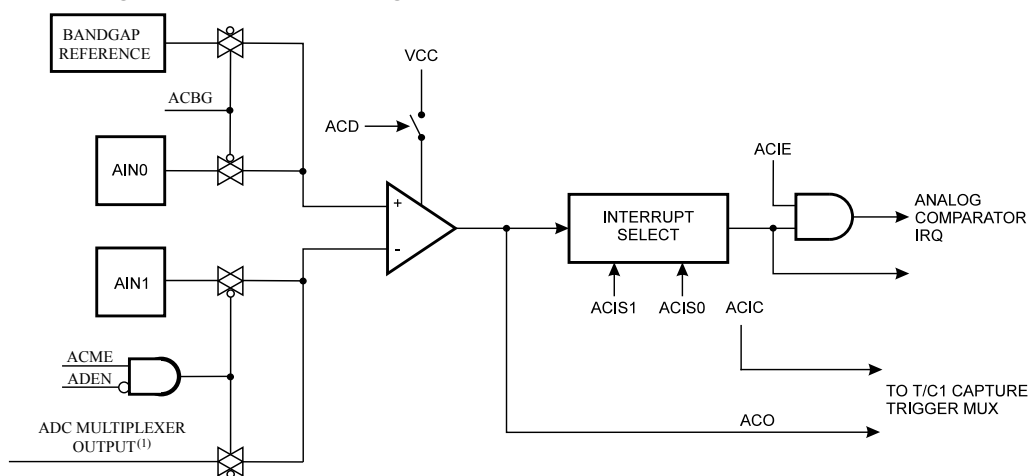 BANDGAP
REFERENCE
VCC
ACBG
ACD
ACIE
AIN0
+
-
INTERRUPT
SELECT
ANALOG
COMPARATOR
IRQ
AIN1
ACIS1
ACIS0
ACIC
ACME
ADEN
TO T/C1 CAPTURE
TRIGGER MUX
ADC MULTIPLEXER
OUTPUT(1)
ACO